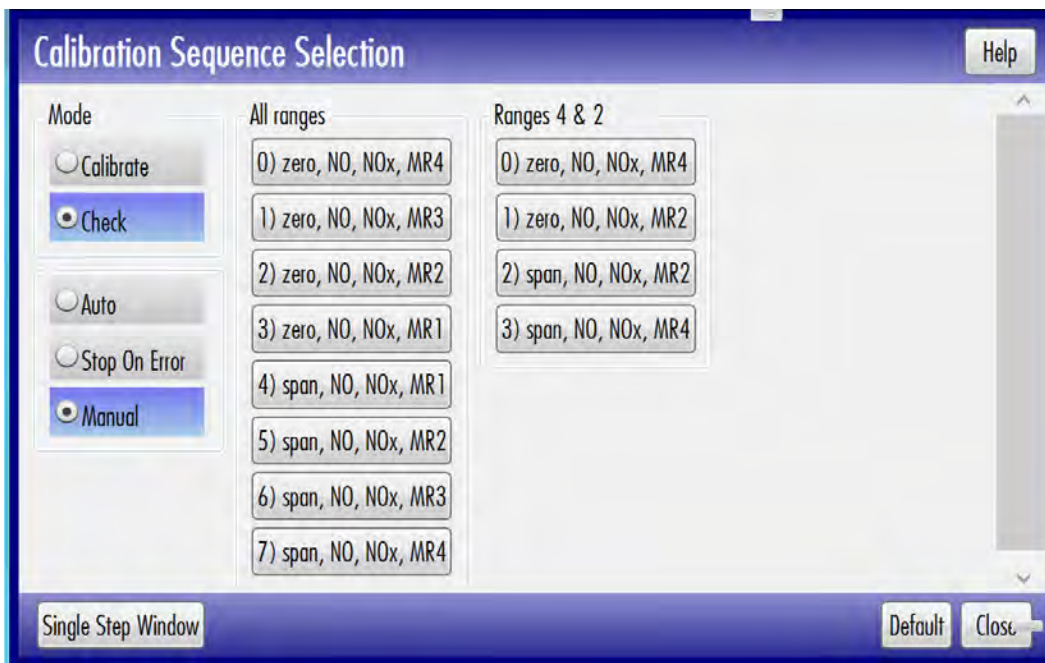 Calibration Sequence Selection
Help
Mode
Calibrate
Check
Auto
Stop On Error
Manual
All ranges
0) zero, NO, NOx, MR4
1) zero, NO, NOx, MR3
2) zero, NO, NOx, MR2
3) zero, NO, NOx, MR1
4) span, NO, NOx, MR1
5) span, NO, NOx, MR2
6) span, NO, NOx, MR3
7) span, NO, NOx, MR4
Ranges 4 & 2
0) zero, NO, NOx, MR4
1) zero, NO, NOx, MR2
2) span, NO, NOx, MR2
3) span, NO, NOx, MR4
Single Step Window
Default
Close